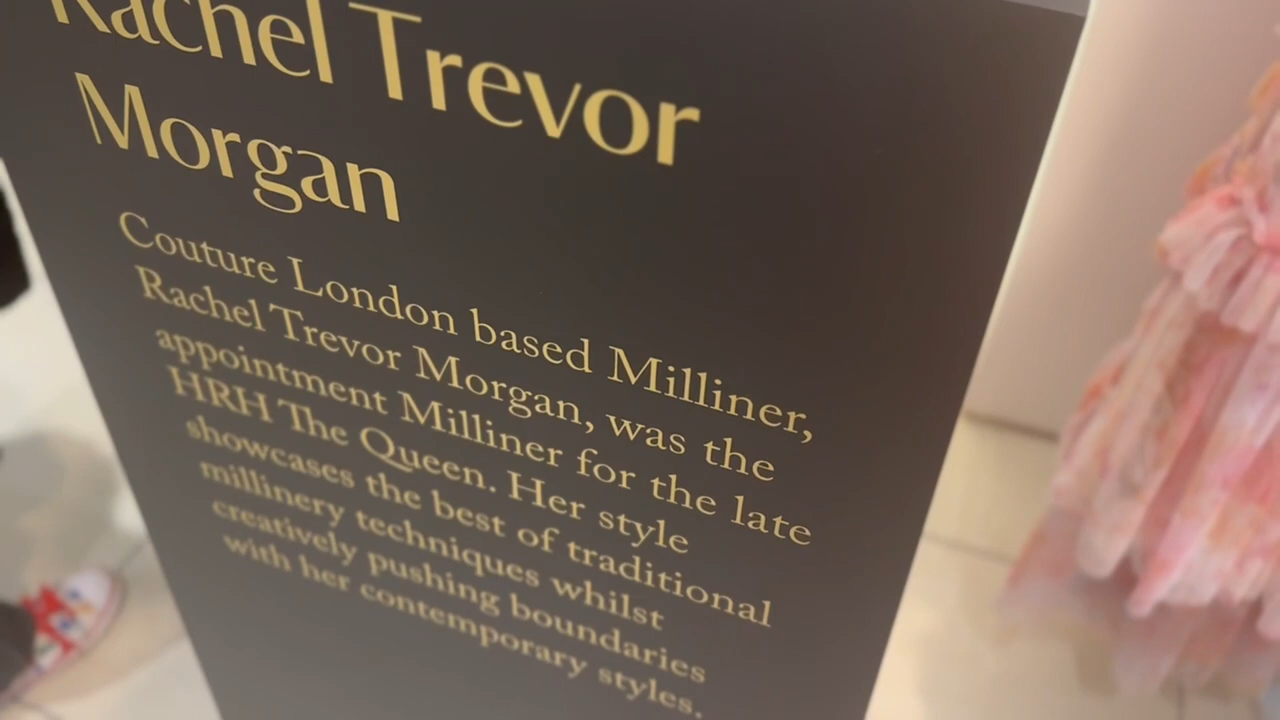 Rachel Trevor
Morgan
Couture London based Milliner,
Rachel Trevor Morgan, was the
appointment Milliner for the late
HRH The Queen. Her style
showcases the best of traditional
millinery techniques whilst
creatively pushing boundaries
with her contemporary styles.